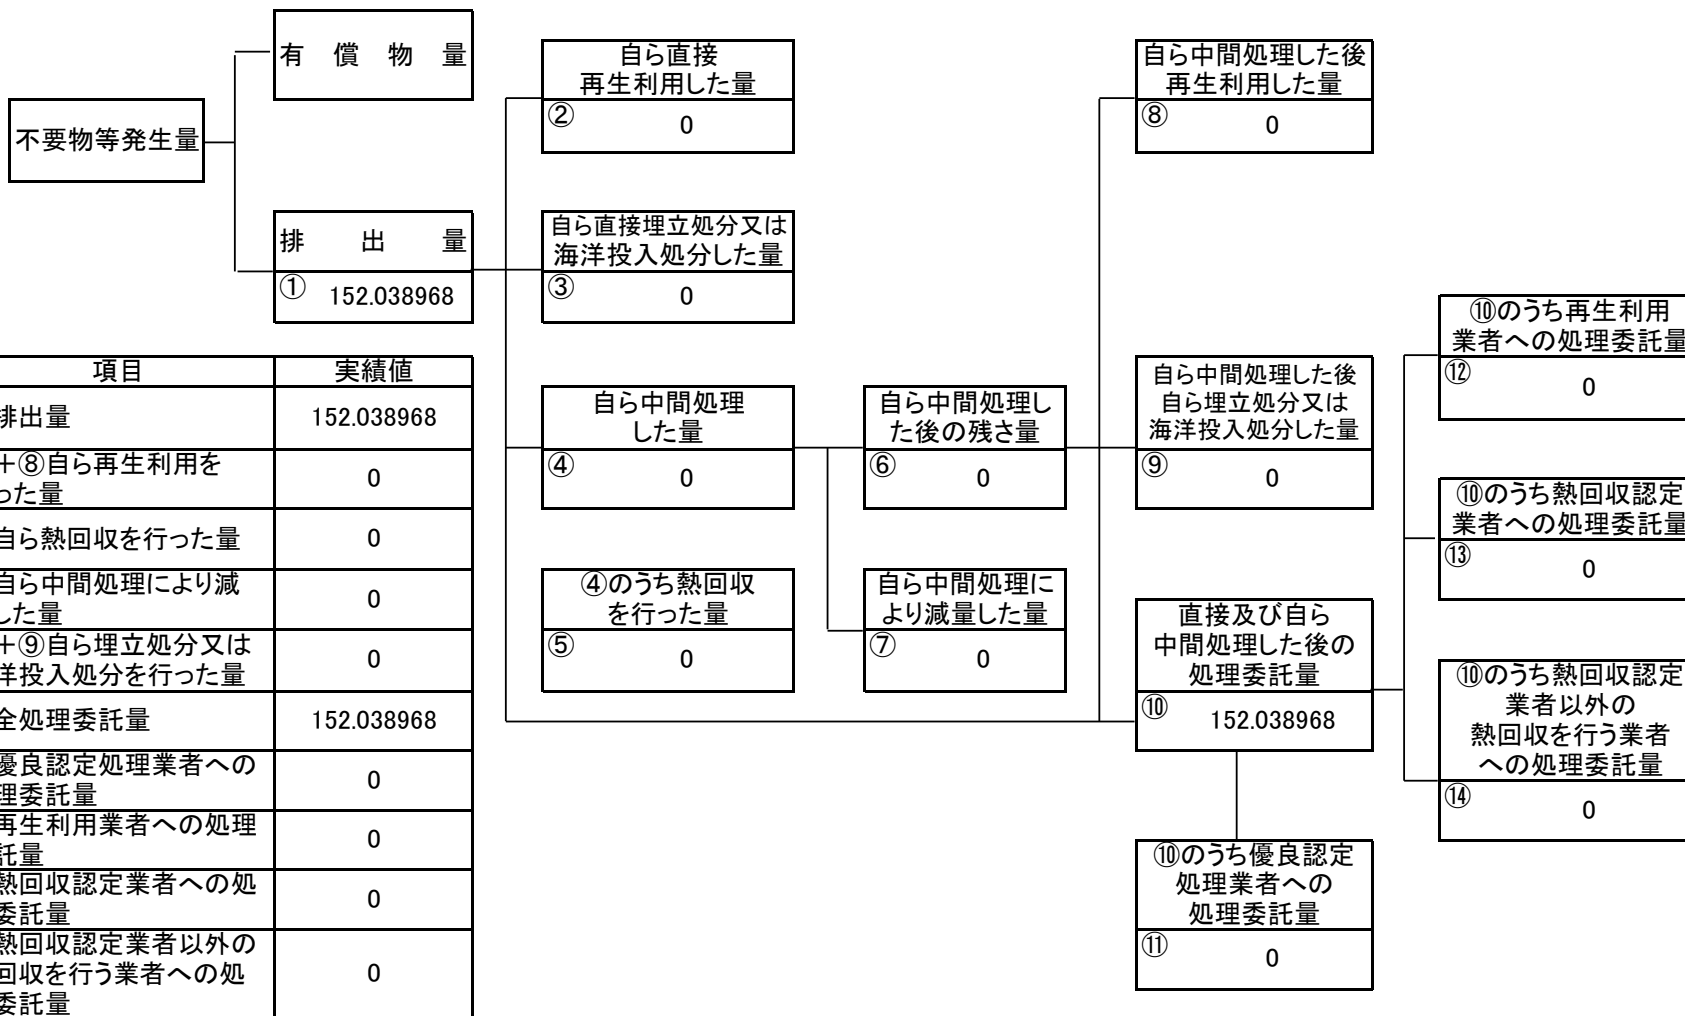 不要物等発生量
有　償　物　量
排　出　量
① 152.038968
自ら直接
再生利用した量
② 0
自ら直接埋立処分又は
海洋投入処分した量
③ 0
自ら中間処理
した量
④ 0
④のうち熱回収
を行った量
⑤ 0
自ら中間処理し
た後の残さ量
⑥ 0
自ら中間処理に
より減量した量
⑦ 0
自ら中間処理した後
再生利用した量
⑧ 0
自ら中間処理した後
自ら埋立処分又は
海洋投入処分した量
⑨ 0
直接及び自ら
中間処理した後の
処理委託量
⑩ 152.038968
⑩のうち優良認定
処理業者への
処理委託量
⑪ 0
⑩のうち再生利用
業者への処理委託量
⑫ 0
⑩のうち熱回収認定
業者への処理委託量
⑬ 0
⑩のうち熱回収認定
業者以外の
熱回収を行う業者
への処理委託量
⑭ 0
項目 実績値
排出量 152.038968
＋⑧自ら再生利用を
った量 0
自ら熱回収を行った量 0
自ら中間処理により減
した量 0
＋⑨自ら埋立処分又は
洋投入処分を行った量 0
全処理委託量 152.038968
優良認定処理業者への
理委託量 0
再生利用業者への処理
託量 0
熱回収認定業者への処
委託量 0
熱回収認定業者以外の
回収を行う業者への処
委託量 0